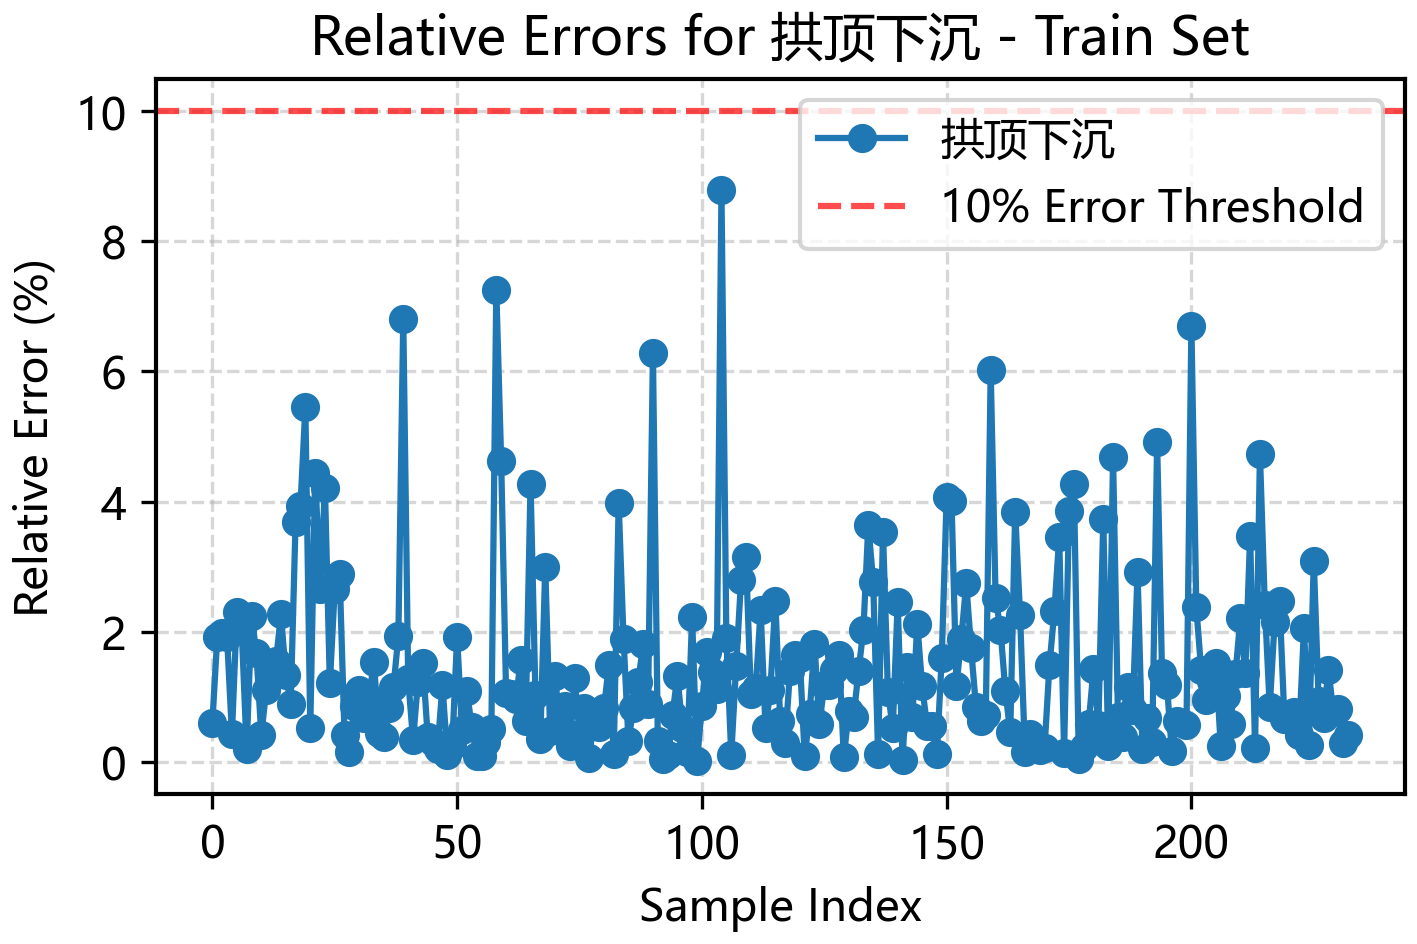 Relative Errors for 拱顶下沉 - Train Set
10
8
6
4
2
0
Relative Error (%)
拱顶下沉
10% Error Threshold
0 50 100 150 200
Sample Index